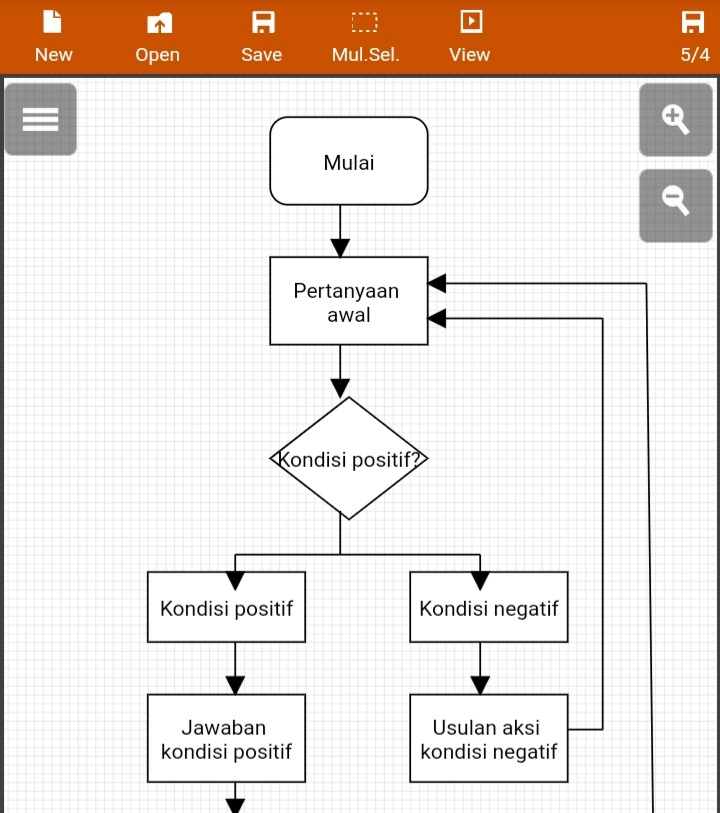 New Open Save Mul.Sel. View 5/4
Mulai
Pertanyaan
awal
Kondisi positif?
Kondisi positif Kondisi negatif
Jawaban
kondisi positif
Usulan aksi
kondisi negatif